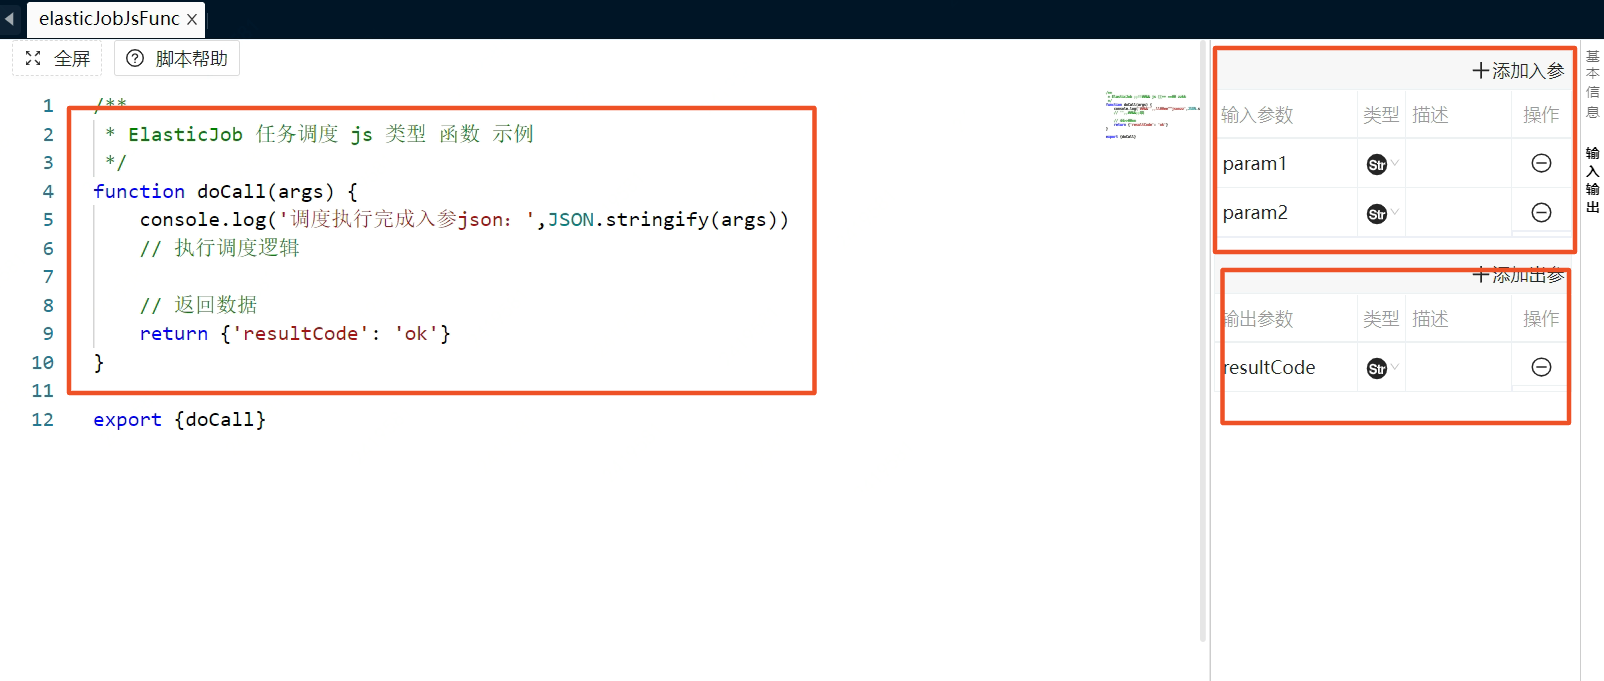 elasticJobJsFunc ×
全屏 脚本帮助
1 /**
2 * ElasticJob 任务调度 js 类型 函数 示例
3 */
4 function doCall(args) {
5 console.log('调度执行完成入参json: ',JSON.stringify(args))
6 // 执行调度逻辑
7
8 // 返回数据
9 return {'resultCode': 'ok'}
10 }
11
12 export {doCall}
添加入参
输入参数 类型 描述 操作
param1 Str
param2 Str
添加出参
输出参数 类型 描述 操作
resultCode Str
基本信息
输入输出